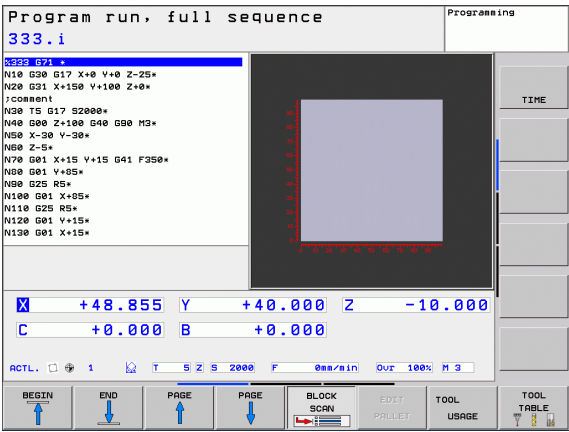 Program run, full sequence
Programming
333.i
%333 G71 *
N10 G30 G17 X+0 Y+0 Z-25*
N20 G31 X+150 Y+100 Z+0*
;comment
N30 T5 G17 S2000*
N40 G00 Z+100 G40 G90 M3*
N50 X-30 Y-30*
N60 Z-5*
N70 G01 X+15 Y+15 G41 F350*
N80 G01 Y+85*
N90 G25 R5*
N100 G01 X+85*
N110 G25 R5*
N120 G01 Y+15*
N130 G01 X+15*
TIME
X +48.855 Y +40.000 Z -10.000
C +0.000 B +0.000
ACTL. 1 T 5 Z S 2000 F 0mm/min Ovr 100% M 3
BEGIN
END
PAGE
PAGE
BLOCK
SCAN
EDIT
PALLET
TOOL
USAGE
TOOL
TABLE